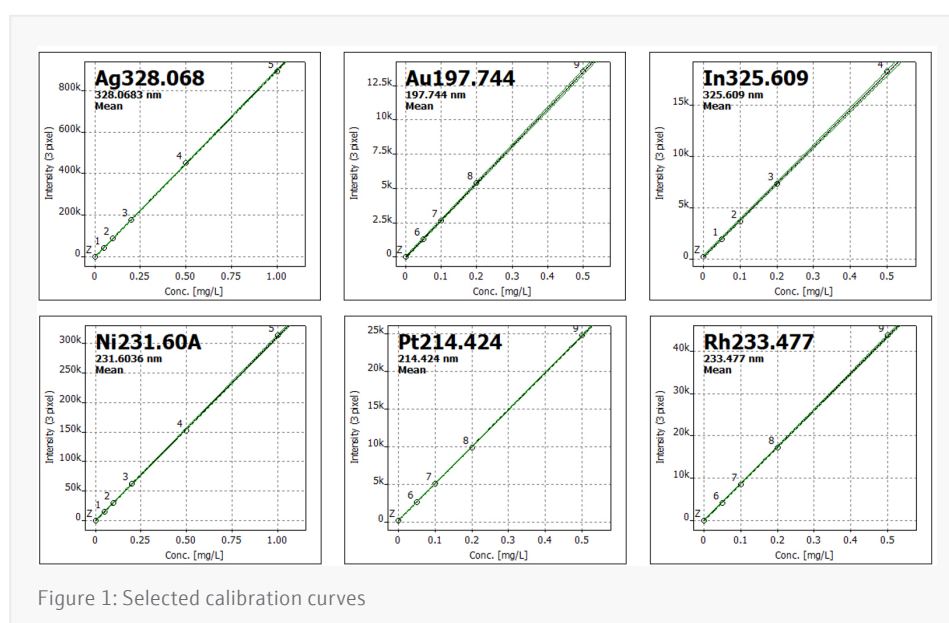 Ag328.068
328.0683 nm
Mean
Intensity (3 pixel)
800k
600k
400k
200k
0
Z
1
2
3
4
5
0 0.25 0.50 0.75 1.00
Conc. [mg/L]
Au197.744
197.744 nm
Mean
Intensity (3 pixel)
12.5k
10k
7.5k
5k
2.5k
0
Z
6
7
8
9
0 0.1 0.2 0.3 0.4 0.5
Conc. [mg/L]
In325.609
325.609 nm
Mean
Intensity (3 pixel)
15k
10k
5k
0
Z
1
2
3
4
0 0.1 0.2 0.3 0.4 0.5
Conc. [mg/L]
Ni231.60A
231.6036 nm
Mean
Intensity (3 pixel)
300k
250k
200k
150k
100k
50k
0
Z
1
2
3
4
5
0 0.25 0.50 0.75 1.00
Conc. [mg/L]
Pt214.424
214.424 nm
Mean
Intensity (3 pixel)
25k
20k
15k
10k
5k
0
Z
6
7
8
9
0 0.1 0.2 0.3 0.4 0.5
Conc. [mg/L]
Rh233.477
233.477 nm
Mean
Intensity (3 pixel)
40k
30k
20k
10k
0
Z
6
7
8
9
0 0.1 0.2 0.3 0.4 0.5
Conc. [mg/L]
Figure 1: Selected calibration curves